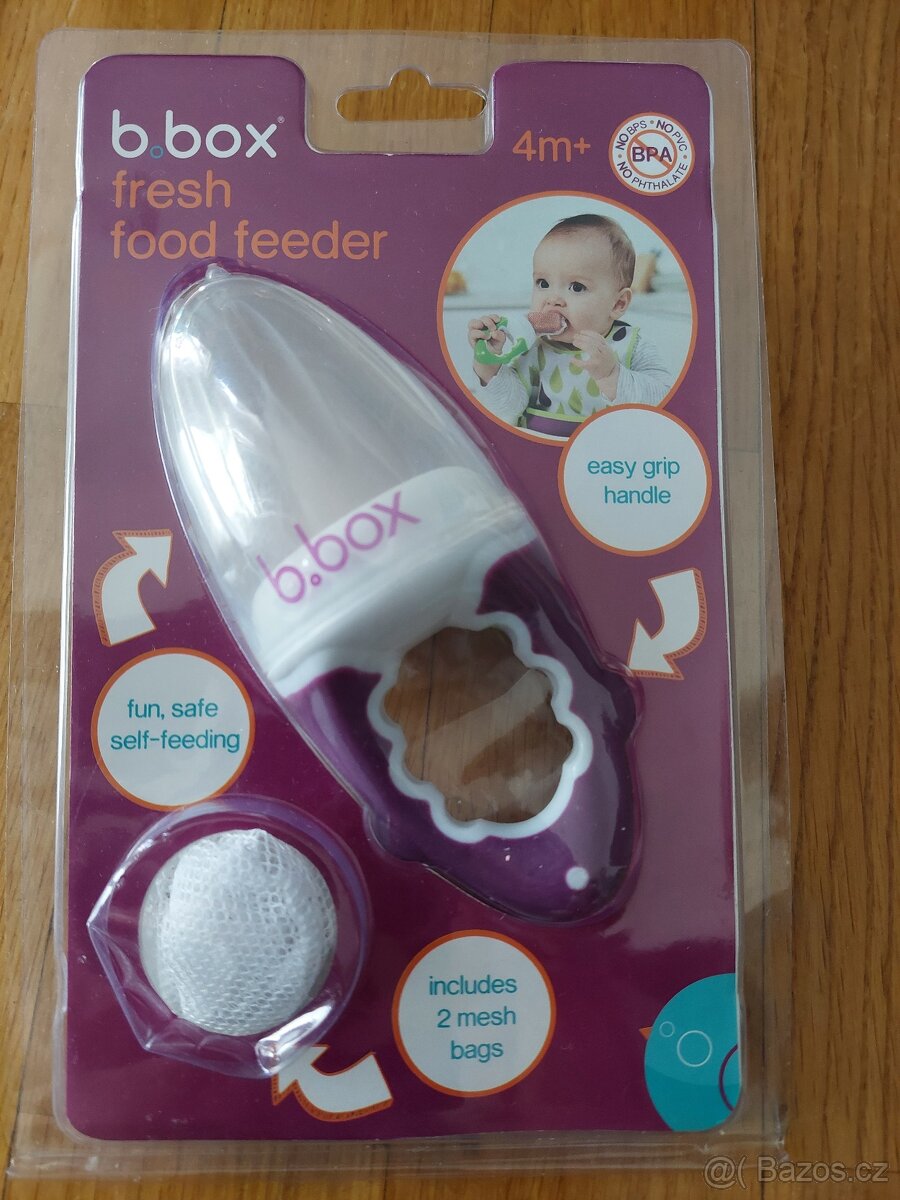 b.box®
fresh
food feeder
4m+
NO BPS • NO PVC
BPA
NO PHTHALATE
easy grip
handle
b.box
fun, safe
self-feeding
includes
2 mesh
bags
@( Bazos.cz